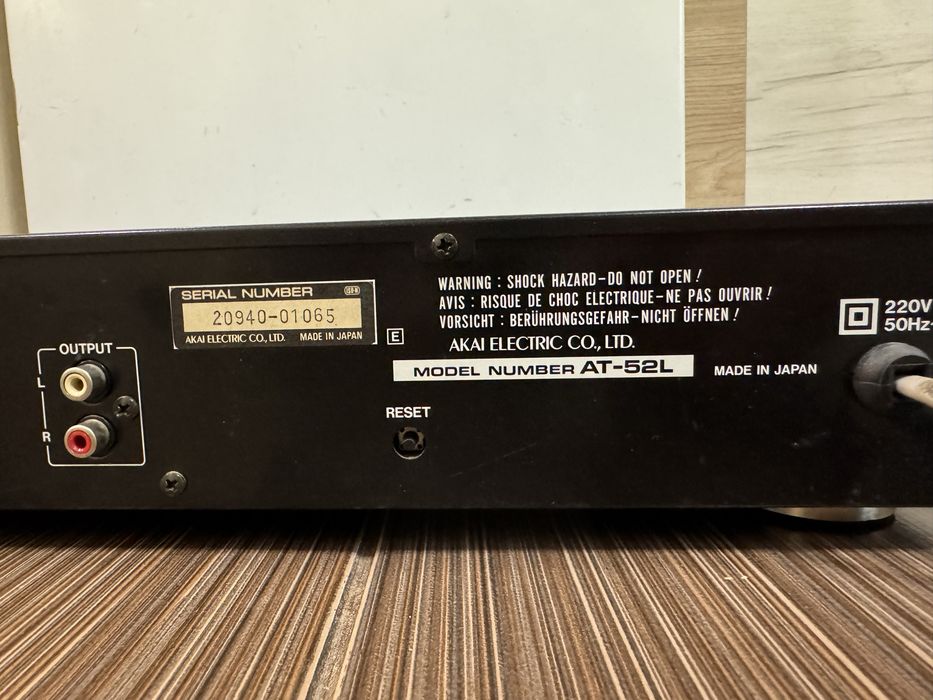 SERIAL NUMBER
20940-01065
AKAI ELECTRIC CO., LTD. MADE IN JAPAN
E
WARNING : SHOCK HAZARD-DO NOT OPEN !
AVIS : RISQUE DE CHOC ELECTRIQUE-NE PAS OUVRIR !
VORSICHT : BERÜHRUNGSGEFAHR-NICHT ÖFFNEN !
AKAI ELECTRIC CO., LTD.
MODEL NUMBER AT-52L
MADE IN JAPAN
220V
50Hz~
OUTPUT
L
R
RESET